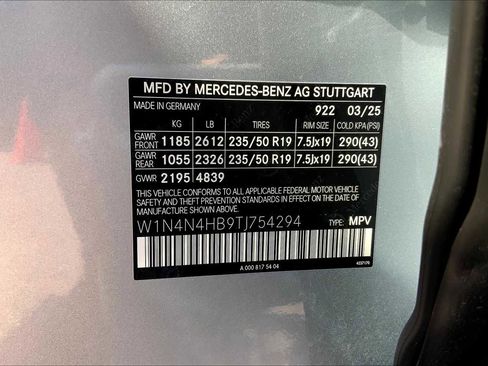 MFD BY MERCEDES-BENZ AG STUTTGART
MADE IN GERMANY 922 03/25
KG LB TIRES RIM SIZE COLD KPA (PSI)
GAWR FRONT 1185 2612 235/50 R19 7.5Jx19 290(43)
GAWR REAR 1055 2326 235/50 R19 7.5Jx19 290(43)
GVWR 2195 4839
THIS VEHICLE CONFORMS TO ALL APPLICABLE FEDERAL MOTOR VEHICLE
SAFETY AND THEFT PREVENTION STANDARDS IN EFFECT ON THE DATE OF
MANUFACTURE SHOWN ABOVE.
W1N4N4HB9TJ754294 TYPE: MPV
A 000 817 54 04